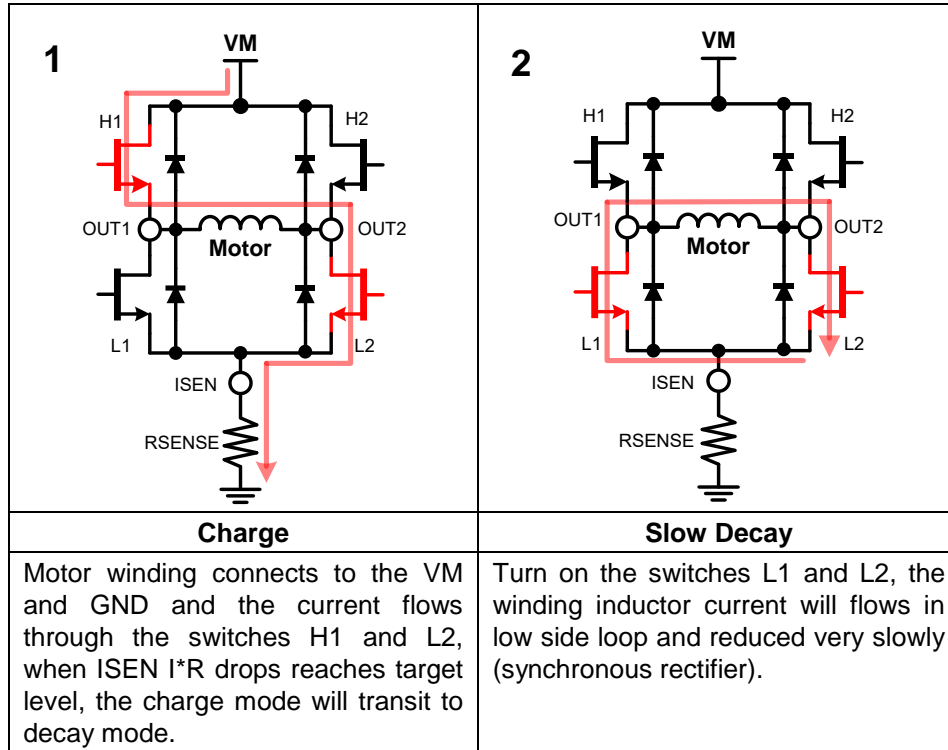 1
VM
H1
H2
OUT1
Motor
OUT2
L1
L2
ISEN
RSENSE
2
VM
H1
H2
OUT1
Motor
OUT2
L1
L2
ISEN
RSENSE
Charge
Motor winding connects to the VM
and GND and the current flows
through the switches H1 and L2,
when ISEN I*R drops reaches target
level, the charge mode will transit to
decay mode.
Slow Decay
Turn on the switches L1 and L2, the
winding inductor current will flows in
low side loop and reduced very slowly
(synchronous rectifier).